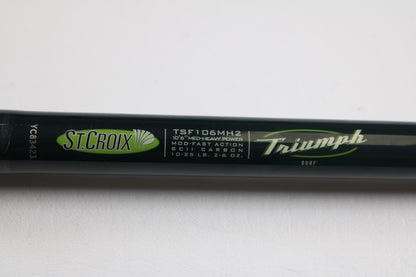 YC83423
ST.CROIX
TSF106MH2
10'6" MED-HEAVY POWER
MOD-FAST ACTION
SCII CARBON
10-25 LB. 2-6 OZ.
Triumph
SURF